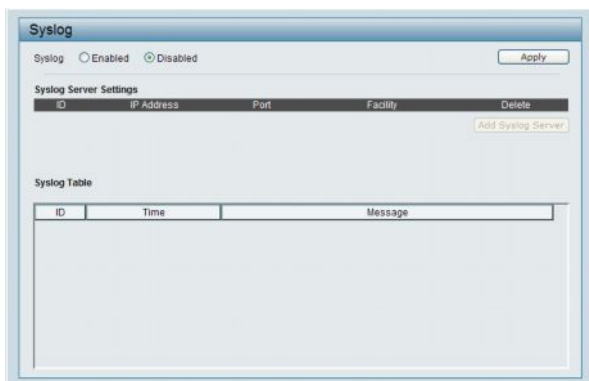 Syslog
Syslog Enabled Disabled Apply
Syslog Server Settings
ID IP Address Port Facility Delete
Add Syslog Server
Syslog Table
ID Time Message